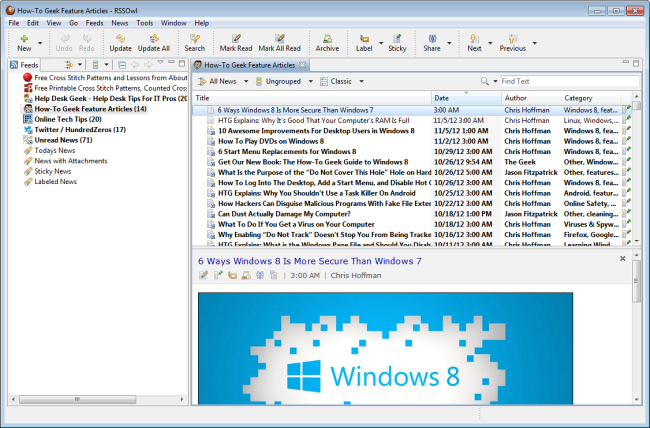 How-To Geek Feature Articles - RSSOwl
File Edit View Go Feeds News Tools Window Help
New Undo Redo Update Update All Search Mark Read Mark All Read Archive Label Sticky Share Next Previous
Feeds
Free Cross Stitch Patterns and Lessons from About
Free Printable Cross Stitch Patterns, Counted Cross
Help Desk Geek - Help Desk Tips For IT Pros (20
How-To Geek Feature Articles (14)
Online Tech Tips (20)
Twitter / HundredZeros (17)
Unread News (71)
Todays News
News with Attachments
Sticky News
Labeled News
How-To Geek Feature Articles
All News Ungrouped Classic Find Text
Title Date Author Category
6 Ways Windows 8 Is More Secure Than Windows 7 3:00 AM Chris Hoffman Windows 8, feat...
HTG Explains: Why It's Good That Your Computer's RAM Is Full 11/5/12 3:00 AM Chris Hoffman Linux, Windows,...
10 Awesome Improvements For Desktop Users in Windows 8 11/5/12 1:00 AM Chris Hoffman Windows 8, fea...
How To Play DVDs on Windows 8 11/2/12 1:00 AM Chris Hoffman Windows 8, fea...
6 Start Menu Replacements for Windows 8 10/29/12 3:00 AM Chris Hoffman Windows 8, fea...
Get Our New Book: The How-To Geek Guide to Windows 8 10/26/12 9:54 AM The Geek Other, Window...
What Is the Purpose of the “Do Not Cover This Hole” Hole on Hard 10/26/12 5:00 AM Jason Fitzpatrick Other, features...
How To Log Into The Desktop, Add a Start Menu, and Disable Hot C 10/26/12 3:00 AM Chris Hoffman Windows 8, fea...
HTG Explains: Why You Shouldn't Use a Task Killer On Android 10/25/12 3:00 AM Chris Hoffman Android, featur...
How Hackers Can Disguise Malicious Programs With Fake File Exter 10/22/12 3:00 AM Chris Hoffman Online Safety, ...
Can Dust Actually Damage My Computer? 10/18/12 1:00 PM Jason Fitzpatrick Other, cleaning...
What To Do If You Get a Virus on Your Computer 10/18/12 3:00 AM Chris Hoffman Viruses & Spyw...
Why Enabling “Do Not Track” Doesn't Stop You From Being Tracke 10/16/12 3:00 AM Chris Hoffman Firefox, Google...
HTG Explains: What is the Windows Page File and Should You Disab 10/11/12 3:00 AM Chris Hoffman Learning Wind
6 Ways Windows 8 Is More Secure Than Windows 7
3:00 AM | Chris Hoffman
Windows 8